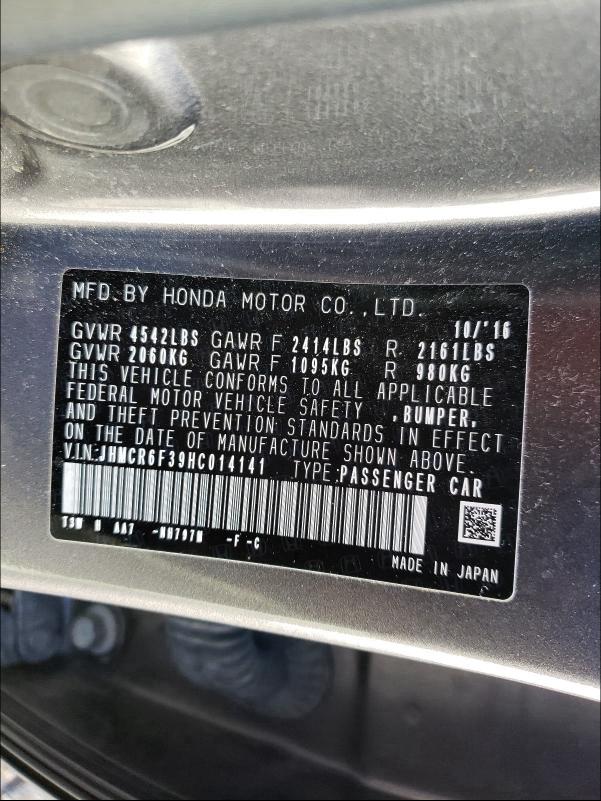 MFD. BY HONDA MOTOR CO., LTD.
10/'16
GVWR 4542LBS GAWR F 2414LBS R 2161LBS
GVWR 2060KG GAWR F 1095KG R 980KG
THIS VEHICLE CONFORMS TO ALL APPLICABLE
FEDERAL MOTOR VEHICLE SAFETY ,BUMPER,
AND THEFT PREVENTION STANDARDS IN EFFECT
ON THE DATE OF MANUFACTURE SHOWN ABOVE.
VIN:JHMCR6F39HC014141 TYPE:PASSENGER CAR
AA7 -F -C
MADE IN JAPAN